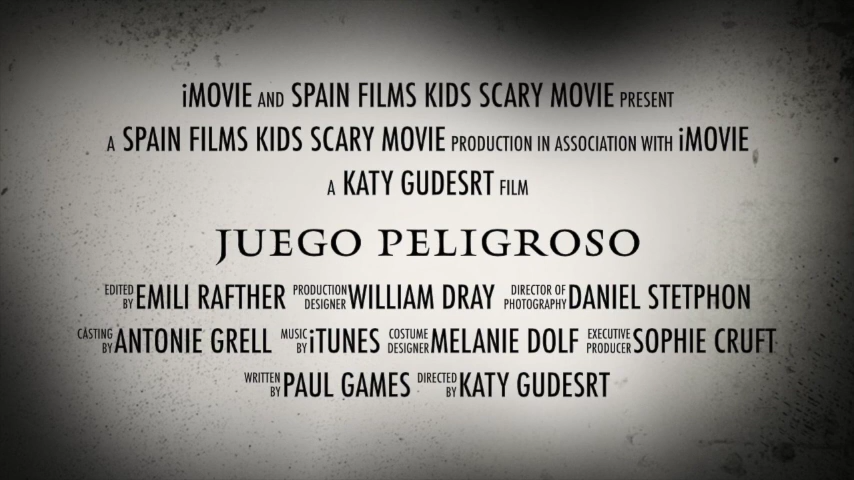 iMOVIE AND SPAIN FILMS KIDS SCARY MOVIE PRESENT
A SPAIN FILMS KIDS SCARY MOVIE PRODUCTION IN ASSOCIATION WITH iMOVIE
A KATY GUDESRT FILM
JUEGO PELIGROSO
EDITED BY EMILI RAFTHER PRODUCTION DESIGNER WILLIAM DRAY DIRECTOR OF PHOTOGRAPHY DANIEL STETPHON
CASTING BY ANTONIE GRELL MUSIC BY iTUNES COSTUME DESIGNER MELANIE DOLF EXECUTIVE PRODUCER SOPHIE CRUFT
WRITTEN BY PAUL GAMES DIRECTED BY KATY GUDESRT